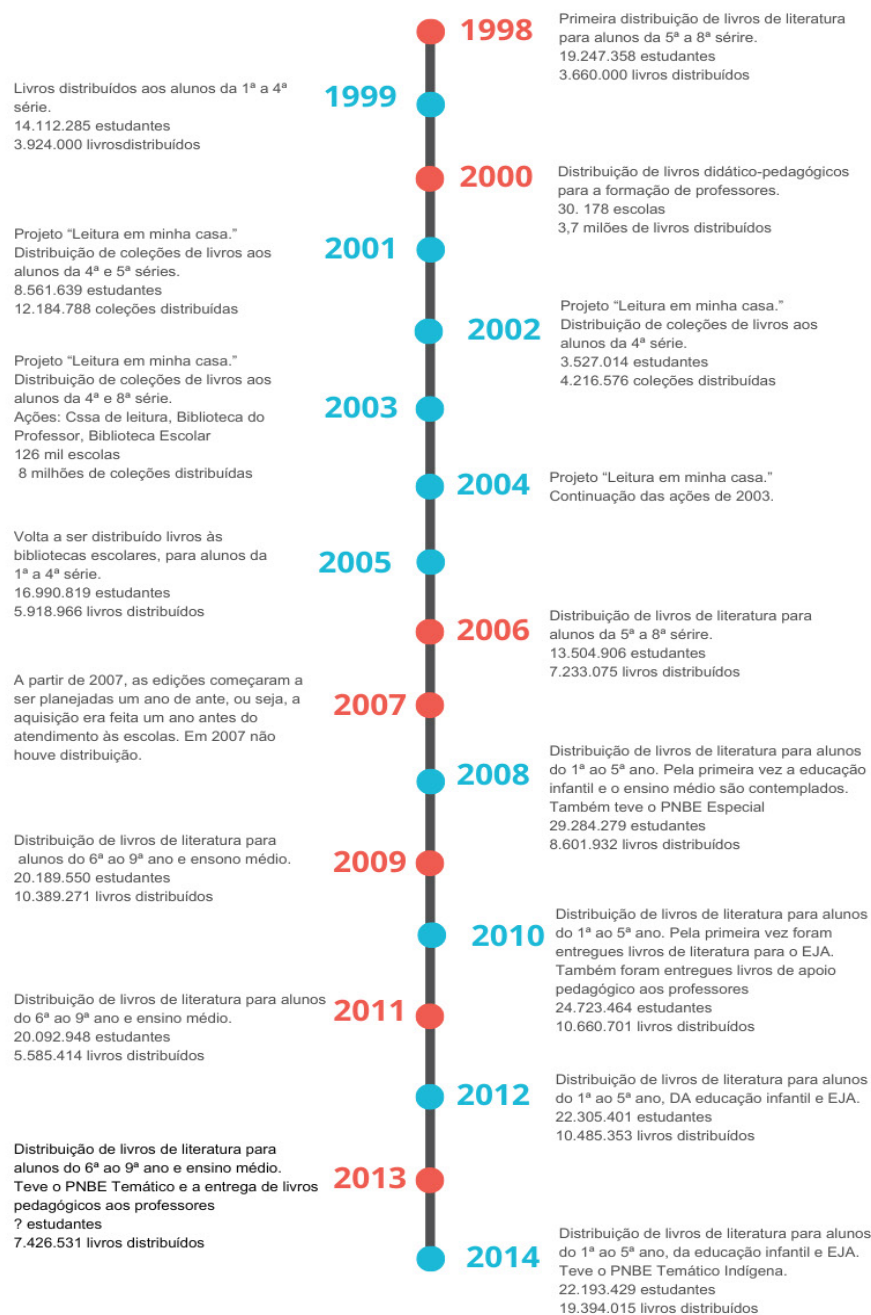 1998
Primeira distribuição de livros de literatura
para alunos da 5ª a 8ª sérire.
19.247.358 estudantes
3.660.000 livros distribuídos
1999
Livros distribuídos aos alunos da 1ª a 4ª
série.
14.112.285 estudantes
3.924.000 livrosdistribuídos
2000
Distribuição de livros didático-pedagógicos
para a formação de professores.
30. 178 escolas
3,7 milões de livros distribuídos
2001
Projeto “Leitura em minha casa.”
Distribuição de coleções de livros aos
alunos da 4ª e 5ª séries.
8.561.639 estudantes
12.184.788 coleções distribuídas
2002
Projeto “Leitura em minha casa.”
Distribuição de coleções de livros aos
alunos da 4ª série.
3.527.014 estudantes
4.216.576 coleções distribuídas
2003
Projeto “Leitura em minha casa.”
Distribuição de coleções de livros aos
alunos da 4ª e 8ª série.
Ações: Cssa de leitura, Biblioteca do
Professor, Biblioteca Escolar
126 mil escolas
8 milhões de coleções distribuídas
2004
Projeto “Leitura em minha casa.”
Continuação das ações de 2003.
2005
Volta a ser distribuído livros às
bibliotecas escolares, para alunos da
1ª a 4ª série.
16.990.819 estudantes
5.918.966 livros distribuídos
2006
Distribuição de livros de literatura para
alunos da 5ª a 8ª sérire.
13.504.906 estudantes
7.233.075 livros distribuídos
2007
A partir de 2007, as edições começaram a
ser planejadas um ano de ante, ou seja, a
aquisição era feita um ano antes do
atendimento às escolas. Em 2007 não
houve distribuição.
2008
Distribuição de livros de literatura para alunos
do 1ª ao 5ª ano. Pela primeira vez a educação
infantil e o ensino médio são contemplados.
Também teve o PNBE Especial
29.284.279 estudantes
8.601.932 livros distribuídos
2009
Distribuição de livros de literatura para
alunos do 6ª ao 9ª ano e ensono médio.
20.189.550 estudantes
10.389.271 livros distribuídos
2010
Distribuição de livros de literatura para alunos
do 1ª ao 5ª ano. Pela primeira vez foram
entregues livros de literatura para o EJA.
Também foram entregues livros de apoio
pedagógico aos professores
24.723.464 estudantes
10.660.701 livros distribuídos
2011
Distribuição de livros de literatura para alunos
do 6ª ao 9ª ano e ensino médio.
20.092.948 estudantes
5.585.414 livros distribuídos
2012
Distribuição de livros de literatura para alunos
do 1ª ao 5ª ano, DA educação infantil e EJA.
22.305.401 estudantes
10.485.353 livros distribuídos
2013
Distribuição de livros de literatura para
alunos do 6ª ao 9ª ano e ensino médio.
Teve o PNBE Temático e a entrega de livros
pedagógicos aos professores
? estudantes
7.426.531 livros distribuídos
2014
Distribuição de livros de literatura para alunos
do 1ª ao 5ª ano, da educação infantil e EJA.
Teve o PNBE Temático Indígena.
22.193.429 estudantes
19.394.015 livros distribuídos